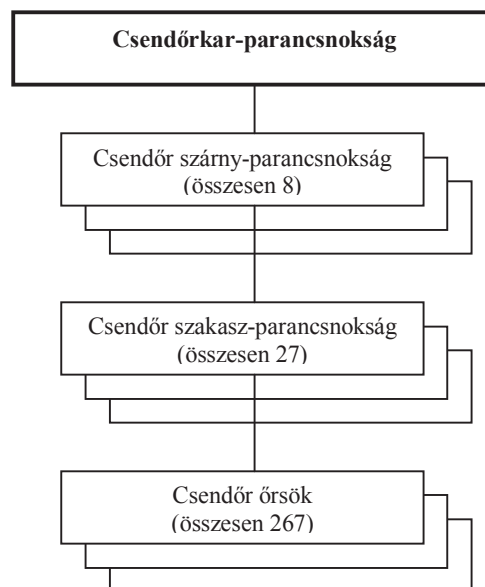 Csendőrkar-parancsnokság
Csendőr szárny-parancsnokság
(összesen 8)
Csendőr szakasz-parancsnokság
(összesen 27)
Csendőr őrsök
(összesen 267)